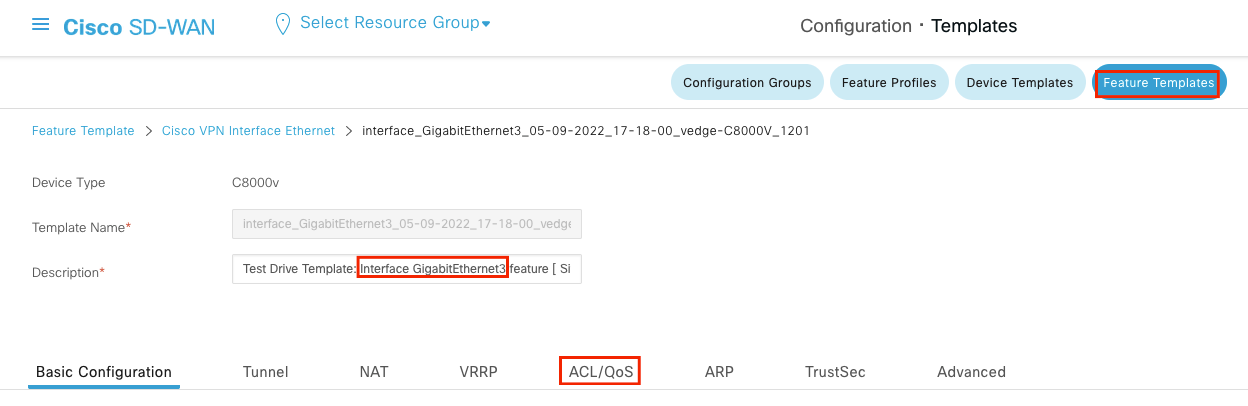 Cisco SD-WAN
Select Resource Group
Configuration · Templates
Configuration Groups Feature Profiles Device Templates Feature Templates
Feature Template > Cisco VPN Interface Ethernet > interface_GigabitEthernet3_05-09-2022_17-18-00_vedge-C8000V_1201
Device Type C8000v
Template Name* interface_GigabitEthernet3_05-09-2022_17-18-00_vedge
Description* Test Drive Template: Interface GigabitEthernet3 feature [ Si
Basic Configuration Tunnel NAT VRRP ACL/QoS ARP TrustSec Advanced